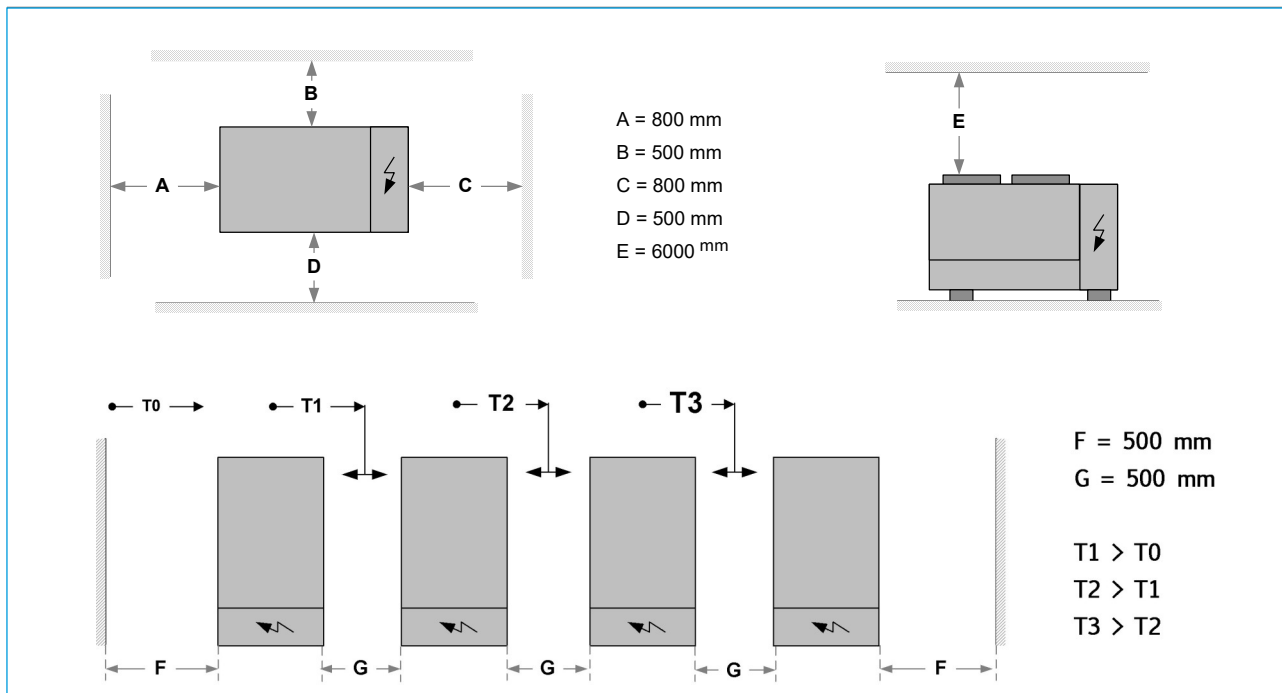 B
A
C
D
A = 800 mm
B = 500 mm
C = 800 mm
D = 500 mm
E = 6000 mm
E
T0
T1
T2
T3
F
G
G
G
F
F = 500 mm
G = 500 mm
T1 > T0
T2 > T1
T3 > T2